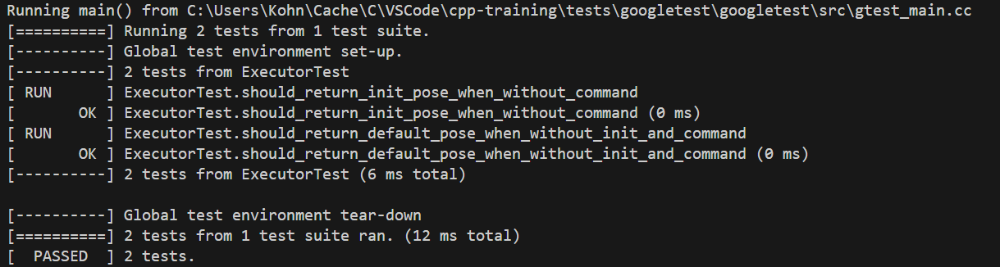 Running main() from C:\Users\Kohn\Cache\C\VSCode\cpp-training\tests\googletest\googletest\src\gtest_main.cc
[==========] Running 2 tests from 1 test suite.
[----------] Global test environment set-up.
[----------] 2 tests from ExecutorTest
[ RUN      ] ExecutorTest.should_return_init_pose_when_without_command
[       OK ] ExecutorTest.should_return_init_pose_when_without_command (0 ms)
[ RUN      ] ExecutorTest.should_return_default_pose_when_without_init_and_command
[       OK ] ExecutorTest.should_return_default_pose_when_without_init_and_command (0 ms)
[----------] 2 tests from ExecutorTest (6 ms total)

[----------] Global test environment tear-down
[==========] 2 tests from 1 test suite ran. (12 ms total)
[  PASSED  ] 2 tests.